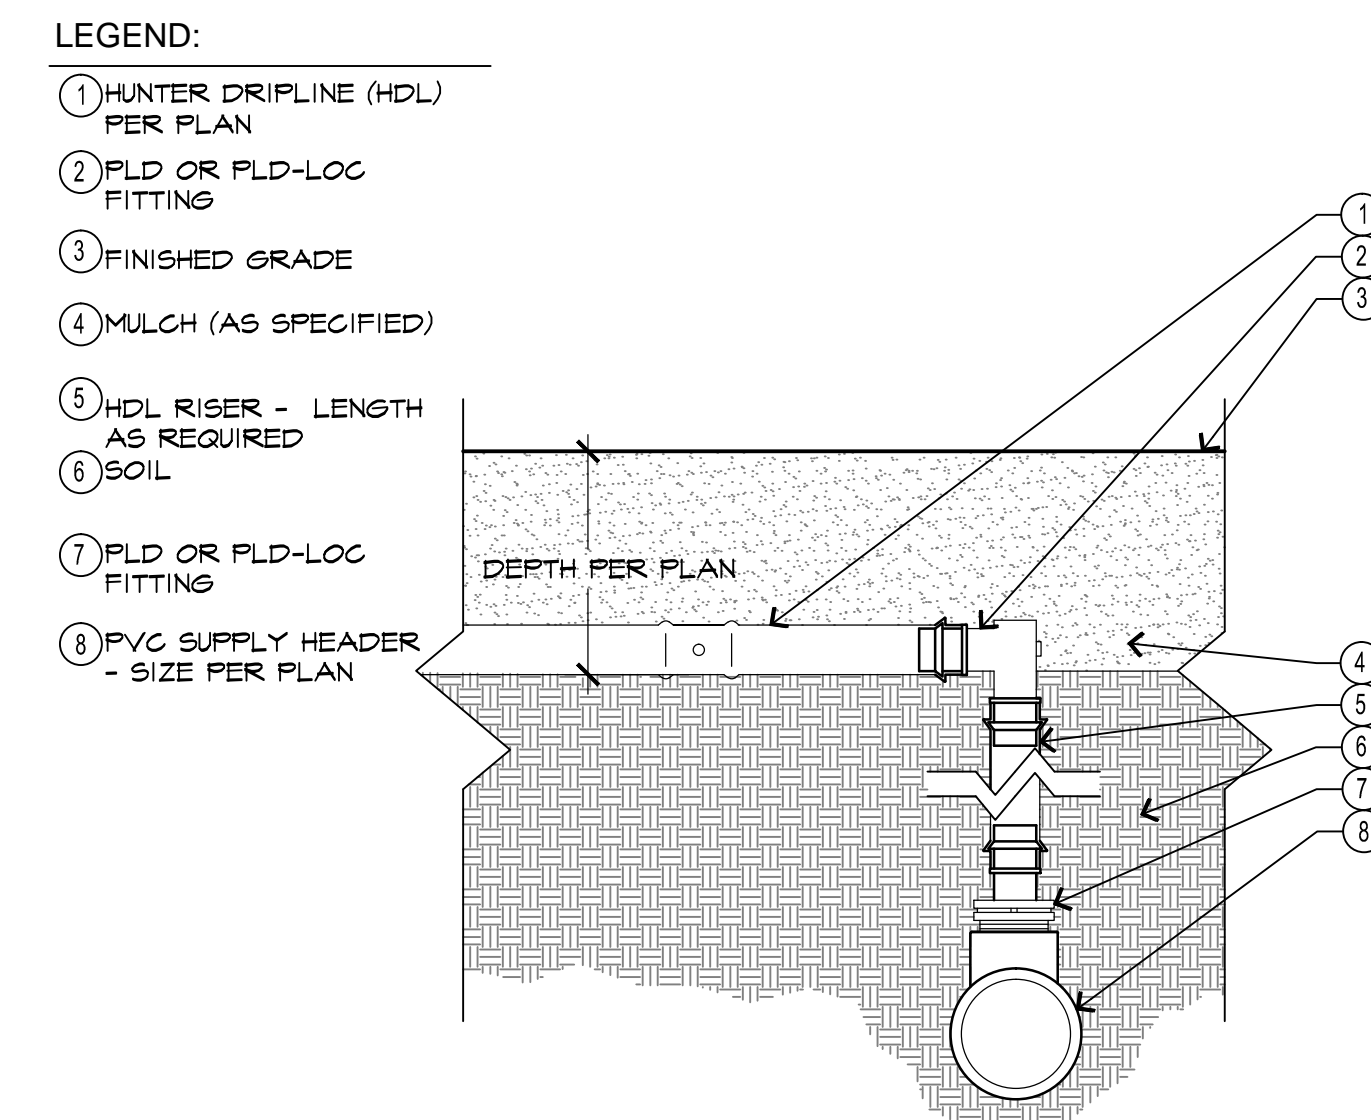 LEGEND:
1 HUNTER DRIPLINE (HDL)
PER PLAN
2 PLD OR PLD-LOC
FITTING
3 FINISHED GRADE
4 MULCH (AS SPECIFIED)
5 HDL RISER - LENGTH
AS REQUIRED
6 SOIL
7 PLD OR PLD-LOC
FITTING
8 PVC SUPPLY HEADER
- SIZE PER PLAN
DEPTH PER PLAN
1
2
3
4
5
6
7
8